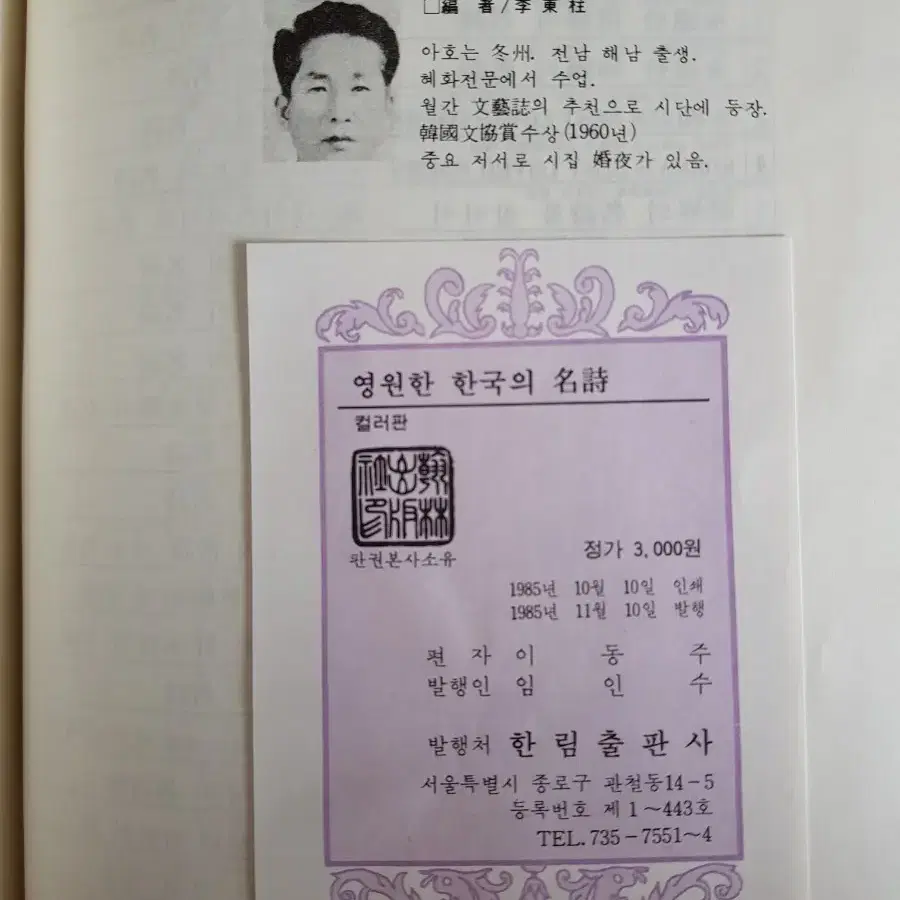 □編 著/李東柱
아호는 冬州. 전남 해남 출생.
혜화전문에서 수업.
월간 文藝誌의 추천으로 시단에 등장.
韓國文協賞수상(1960년)
중요 저서로 시집 婚夜가 있음.
영원한 한국의 名詩
컬러판
翰林出版社印
판권본사소유
정가 3,000원
1985년 10월 10일 인쇄
1985년 11월 10일 발행
편 자 이 동 주
발행인 임 인 수
발행처 한림출판사
서울특별시 종로구 관철동14-5
등록번호 제1~443호
TEL. 735-7551~4